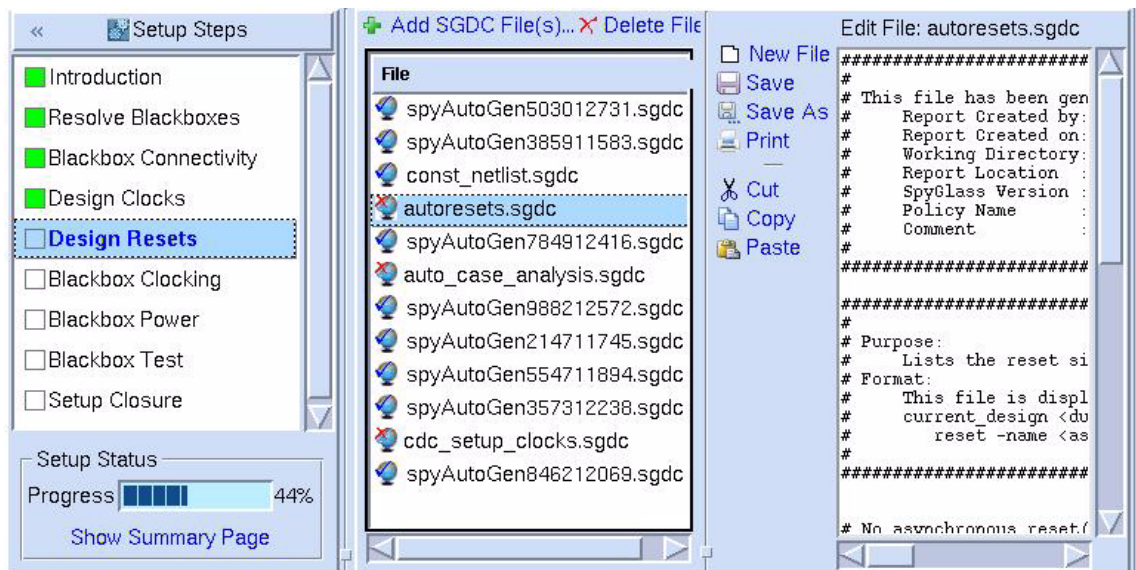 « Setup Steps
Introduction
Resolve Blackboxes
Blackbox Connectivity
Design Clocks
Design Resets
Blackbox Clocking
Blackbox Power
Blackbox Test
Setup Closure
Setup Status
Progress 44%
Show Summary Page
Add SGDC File(s)... Delete File
File
spyAutoGen503012731.sgdc
spyAutoGen385911583.sgdc
const_netlist.sgdc
autoresets.sgdc
spyAutoGen784912416.sgdc
auto_case_analysis.sgdc
spyAutoGen988212572.sgdc
spyAutoGen214711745.sgdc
spyAutoGen554711894.sgdc
spyAutoGen357312238.sgdc
cdc_setup_clocks.sgdc
spyAutoGen846212069.sgdc
New File
Save
Save As
Print
Cut
Copy
Paste
Edit File: autoresets.sgdc
########################
#
# This file has been gen
# Report Created by:
# Report Created on:
# Working Directory:
# Report Location :
# SpyGlass Version :
# Policy Name :
# Comment :
#
########################
########################
#
# Purpose:
# Lists the reset si
# Format:
# This file is displ
# current_design <du
# reset -name <as
#
########################
# No asynchronous reset(